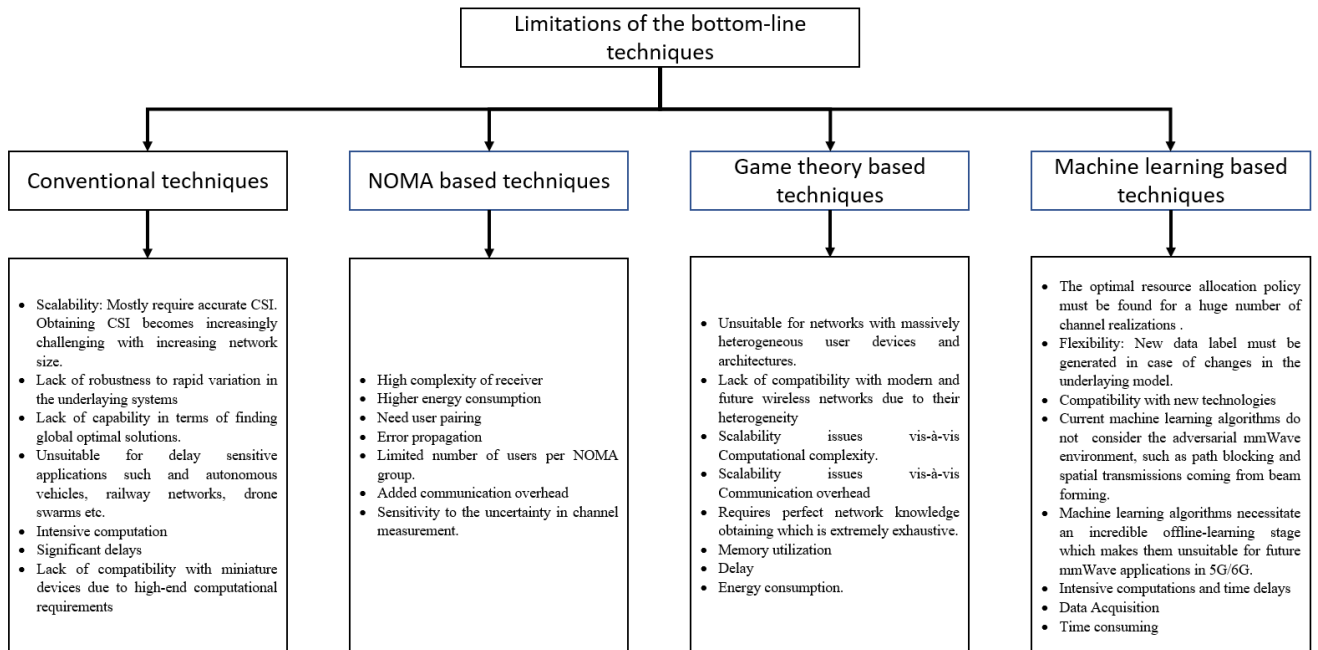 Limitations of the bottom-line
techniques
Conventional techniques
NOMA based techniques
Game theory based
techniques
Machine learning based
techniques
• Scalability: Mostly require accurate CSI.
Obtaining CSI becomes increasingly
challenging with increasing network
size.
• Lack of robustness to rapid variation in
the underlaying systems
• Lack of capability in terms of finding
global optimal solutions.
• Unsuitable for delay sensitive
applications such and autonomous
vehicles, railway networks, drone
swarms etc.
• Intensive computation
• Significant delays
• Lack of compatibility with miniature
devices due to high-end computational
requirements
• High complexity of receiver
• Higher energy consumption
• Need user pairing
• Error propagation
• Limited number of users per NOMA
group.
• Added communication overhead
• Sensitivity to the uncertainty in channel
measurement.
• Unsuitable for networks with massively
heterogeneous user devices and
architectures.
• Lack of compatibility with modern and
future wireless networks due to their
heterogeneity
• Scalability issues vis-à-vis
Computational complexity.
• Scalability issues vis-à-vis
Communication overhead
• Requires perfect network knowledge
obtaining which is extremely exhaustive.
• Memory utilization
• Delay
• Energy consumption.
• The optimal resource allocation policy
must be found for a huge number of
channel realizations .
• Flexibility: New data label must be
generated in case of changes in the
underlaying model.
• Compatibility with new technologies
• Current machine learning algorithms do
not consider the adversarial mmWave
environment, such as path blocking and
spatial transmissions coming from beam
forming.
• Machine learning algorithms necessitate
an incredible offline-learning stage
which makes them unsuitable for future
mmWave applications in 5G/6G.
• Intensive computations and time delays
• Data Acquisition
• Time consuming